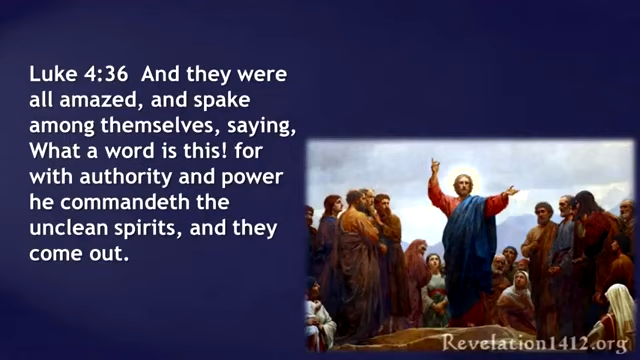 Luke 4:36  And they were
all amazed, and spake
among themselves, saying,
What a word is this! for
with authority and power
he commandeth the
unclean spirits, and they
come out.
Revelation1412.org